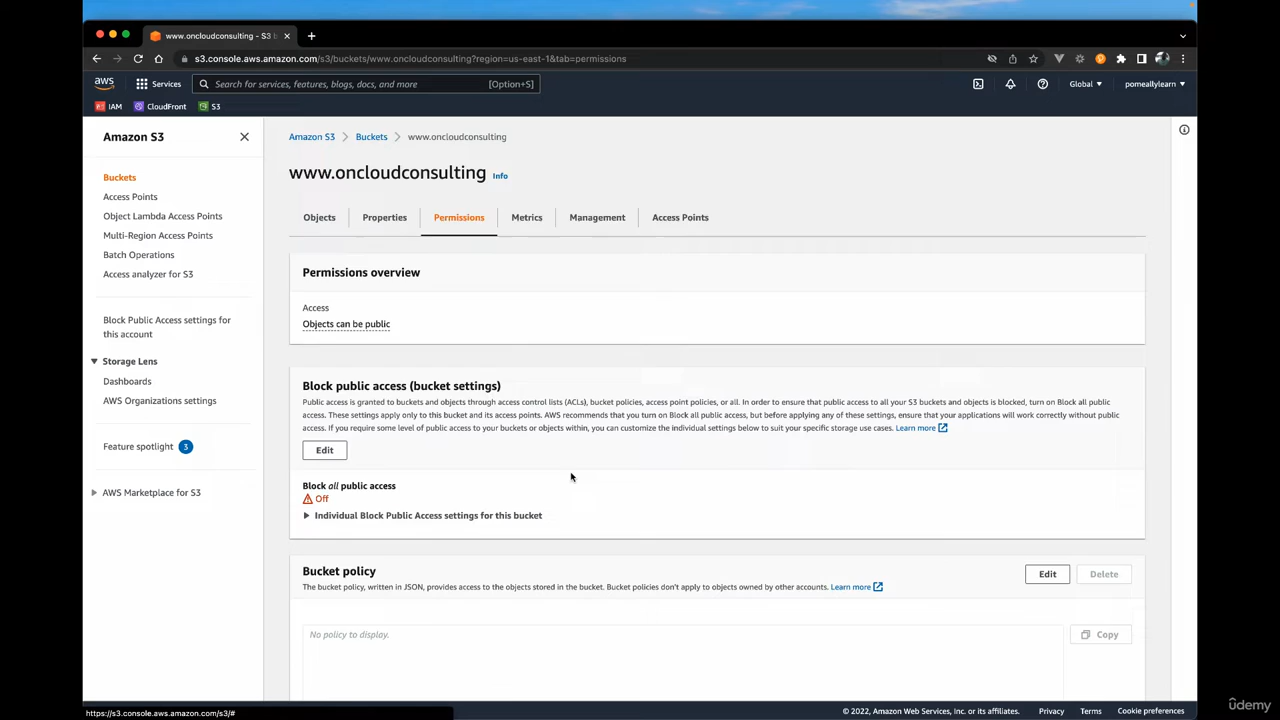 www.oncloudconsulting - S3 b
s3.console.aws.amazon.com/s3/buckets/www.oncloudconsulting?region=us-east-1&tab=permissions
aws
Services
Search for services, features, blogs, docs, and more
[Option+S]
Global
pomeallylearn
IAM
CloudFront
S3
Amazon S3
Buckets
Access Points
Object Lambda Access Points
Multi-Region Access Points
Batch Operations
Access analyzer for S3
Block Public Access settings for
this account
Storage Lens
Dashboards
AWS Organizations settings
Feature spotlight 3
AWS Marketplace for S3
Amazon S3 > Buckets > www.oncloudconsulting
www.oncloudconsulting Info
Objects
Properties
Permissions
Metrics
Management
Access Points
Permissions overview
Access
Objects can be public
Block public access (bucket settings)
Public access is granted to buckets and objects through access control lists (ACLs), bucket policies, access point policies, or all. In order to ensure that public access to all your S3 buckets and objects is blocked, turn on Block all public
access. These settings apply only to this bucket and its access points. AWS recommends that you turn on Block all public access, but before applying any of these settings, ensure that your applications will work correctly without public
access. If you require some level of public access to your buckets or objects within, you can customize the individual settings below to suit your specific storage use cases. Learn more
Edit
Block all public access
Off
Individual Block Public Access settings for this bucket
Bucket policy
The bucket policy, written in JSON, provides access to the objects stored in the bucket. Bucket policies don't apply to objects owned by other accounts. Learn more
Edit
Delete
No policy to display.
Copy
https://s3.console.aws.amazon.com/s3/#
© 2022, Amazon Web Services, Inc. or its affiliates.
Privacy
Terms
Cookie preferences
ûdemy